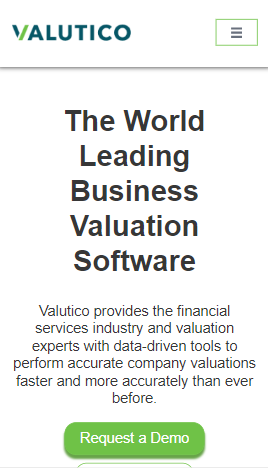 VALUTICO
The World
Leading
Business
Valuation
Software
Valutico provides the financial
services industry and valuation
experts with data-driven tools to
perform accurate company valuations
faster and more accurately than ever
before.
Request a Demo